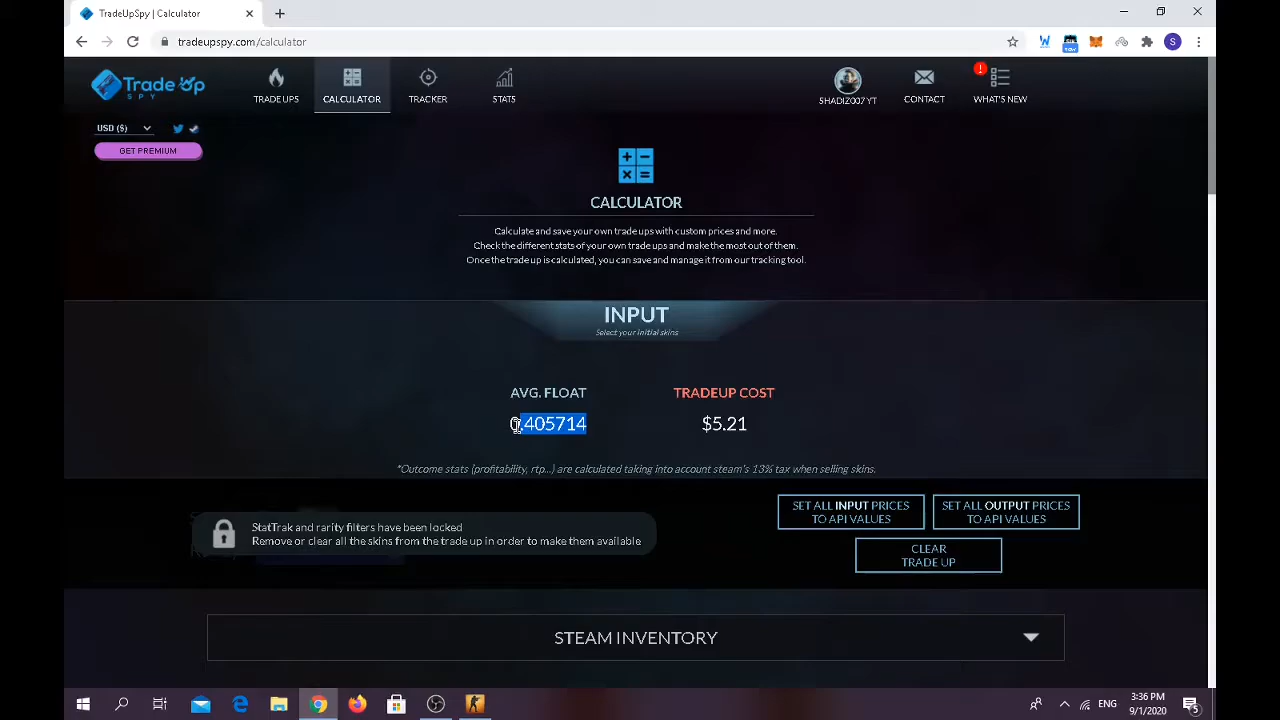 TradeUpSpy | Calculator
tradeupspy.com/calculator
Trade Up
SPY
TRADE UPS
CALCULATOR
TRACKER
STATS
SHADIZ007 YT
CONTACT
WHAT'S NEW
USD ($)
GET PREMIUM
CALCULATOR
Calculate and save your own trade ups with custom prices and more.
Check the different stats of your own trade ups and make the most out of them.
Once the trade up is calculated, you can save and manage it from our tracking tool.
INPUT
Select your initial skins
AVG. FLOAT
TRADEUP COST
0.405714
$5.21
*Outcome stats (profitability, rtp...) are calculated taking into account steam's 13% tax when selling skins.
StatTrak and rarity filters have been locked
Remove or clear all the skins from the trade up in order to make them available
SET ALL INPUT PRICES
TO API VALUES
SET ALL OUTPUT PRICES
TO API VALUES
CLEAR
TRADE UP
STEAM INVENTORY
ENG
3:36 PM
9/1/2020